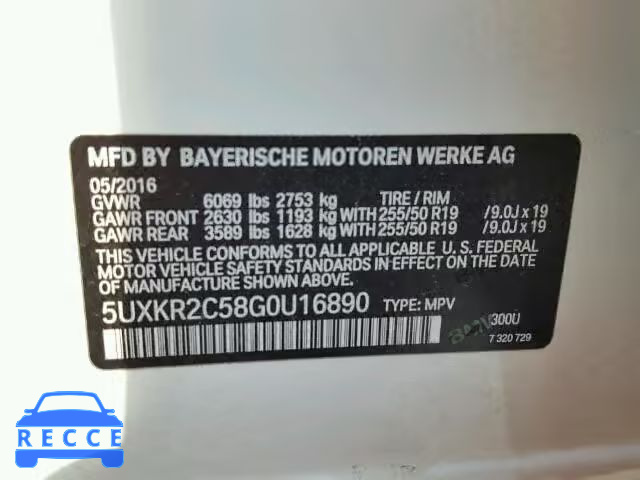 MFD BY BAYERISCHE MOTOREN WERKE AG
05/2016
GVWR 6069 lbs 2753 kg TIRE / RIM
GAWR FRONT 2630 lbs 1193 kg WITH 255/50 R19 /9.0J x 19
GAWR REAR 3589 lbs 1628 kg WITH 255/50 R19 /9.0J x 19
THIS VEHICLE CONFORMS TO ALL APPLICABLE U. S. FEDERAL
MOTOR VEHICLE SAFETY STANDARDS IN EFFECT ON THE DATE
OF MANUFACTURE SHOWN ABOVE.
5UXKR2C58G0U16890 TYPE: MPV
300U
7 320 729
RECCE